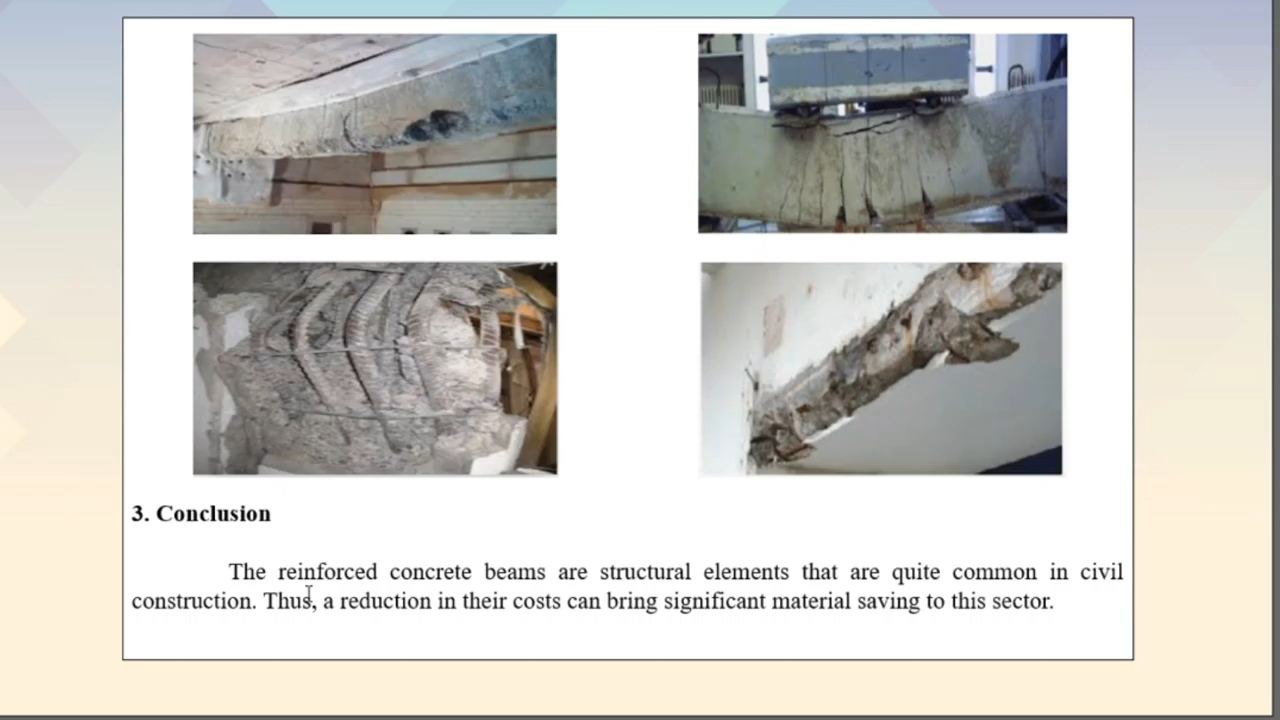 3. Conclusion
The reinforced concrete beams are structural elements that are quite common in civil
construction. Thus, a reduction in their costs can bring significant material saving to this sector.